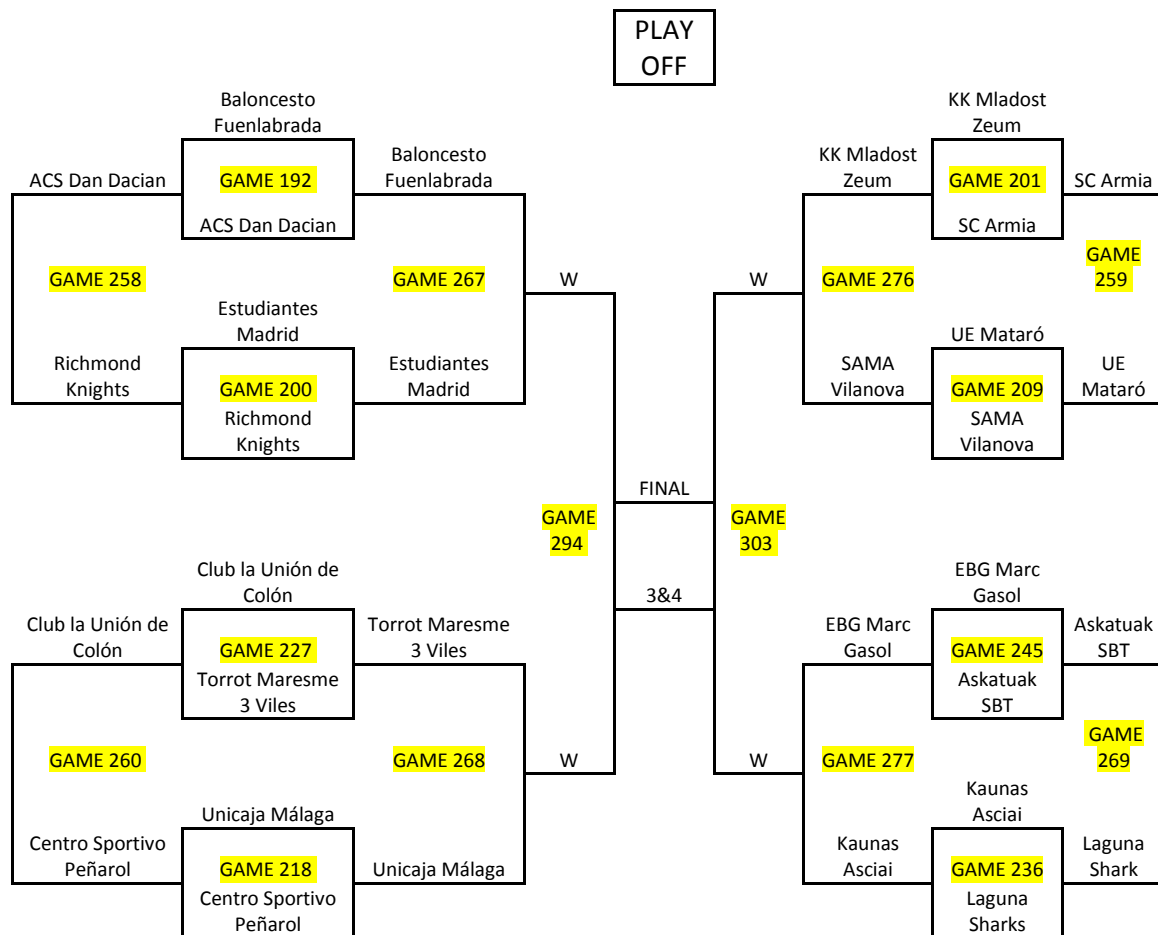 PLAY
OFF
Baloncesto
Fuenlabrada
KK Mladost
Zeum
ACS Dan Dacian
GAME 192
Baloncesto
Fuenlabrada
KK Mladost
Zeum
GAME 201
SC Armia
ACS Dan Dacian
SC Armia
GAME 258
GAME 267
W
W
GAME 276
GAME
259
Estudiantes
Madrid
UE Mataró
Richmond
Knights
GAME 200
Estudiantes
Madrid
SAMA
Vilanova
GAME 209
UE
Mataró
Richmond
Knights
SAMA
Vilanova
FINAL
GAME
294
GAME
303
3&4
Club la Unión de
Colón
EBG Marc
Gasol
Club la Unión de
Colón
GAME 227
Torrot Maresme
3 Viles
EBG Marc
Gasol
GAME 245
Askatuak
SBT
Torrot Maresme
3 Viles
Askatuak
SBT
GAME 260
GAME 268
W
W
GAME 277
GAME
269
Unicaja Málaga
Kaunas
Asciai
Centro Sportivo
Peñarol
GAME 218
Unicaja Málaga
Kaunas
Asciai
GAME 236
Laguna
Shark
Centro Sportivo
Peñarol
Laguna
Sharks